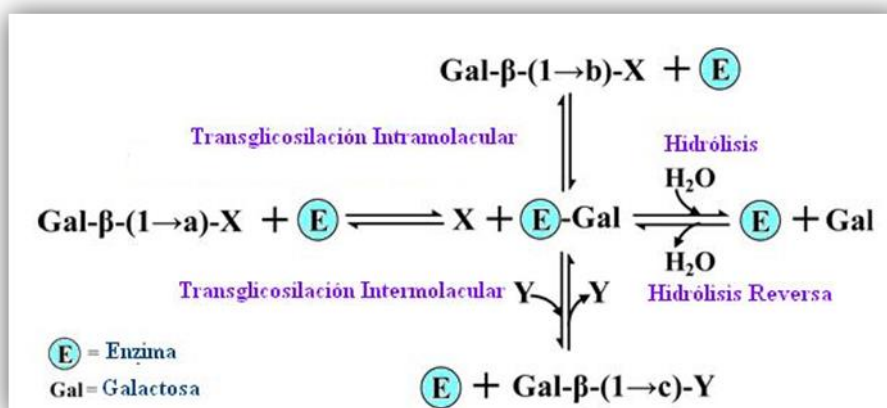 Gal-β-(1→b)-X + E
Transglicosilación Intramolacular
Hidrólisis
H₂O
Gal-β-(1→a)-X + E ⇌ X + E-Gal ⇌ E + Gal
H₂O
Transglicosilación Intermolacular Y Y Hidrólisis Reversa
E = Enzima
Gal= Galactosa
E + Gal-β-(1→c)-Y